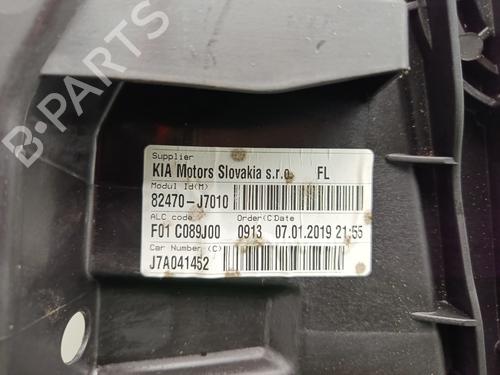 B-PARTS
Supplier
KIA Motors Slovakia s.r.o. FL
Modul Id(M)
82470-J7010
ALC code Order(C Date
F01 C089J00 0913 07.01.2019 21:55
Car Number (C)
J7A041452